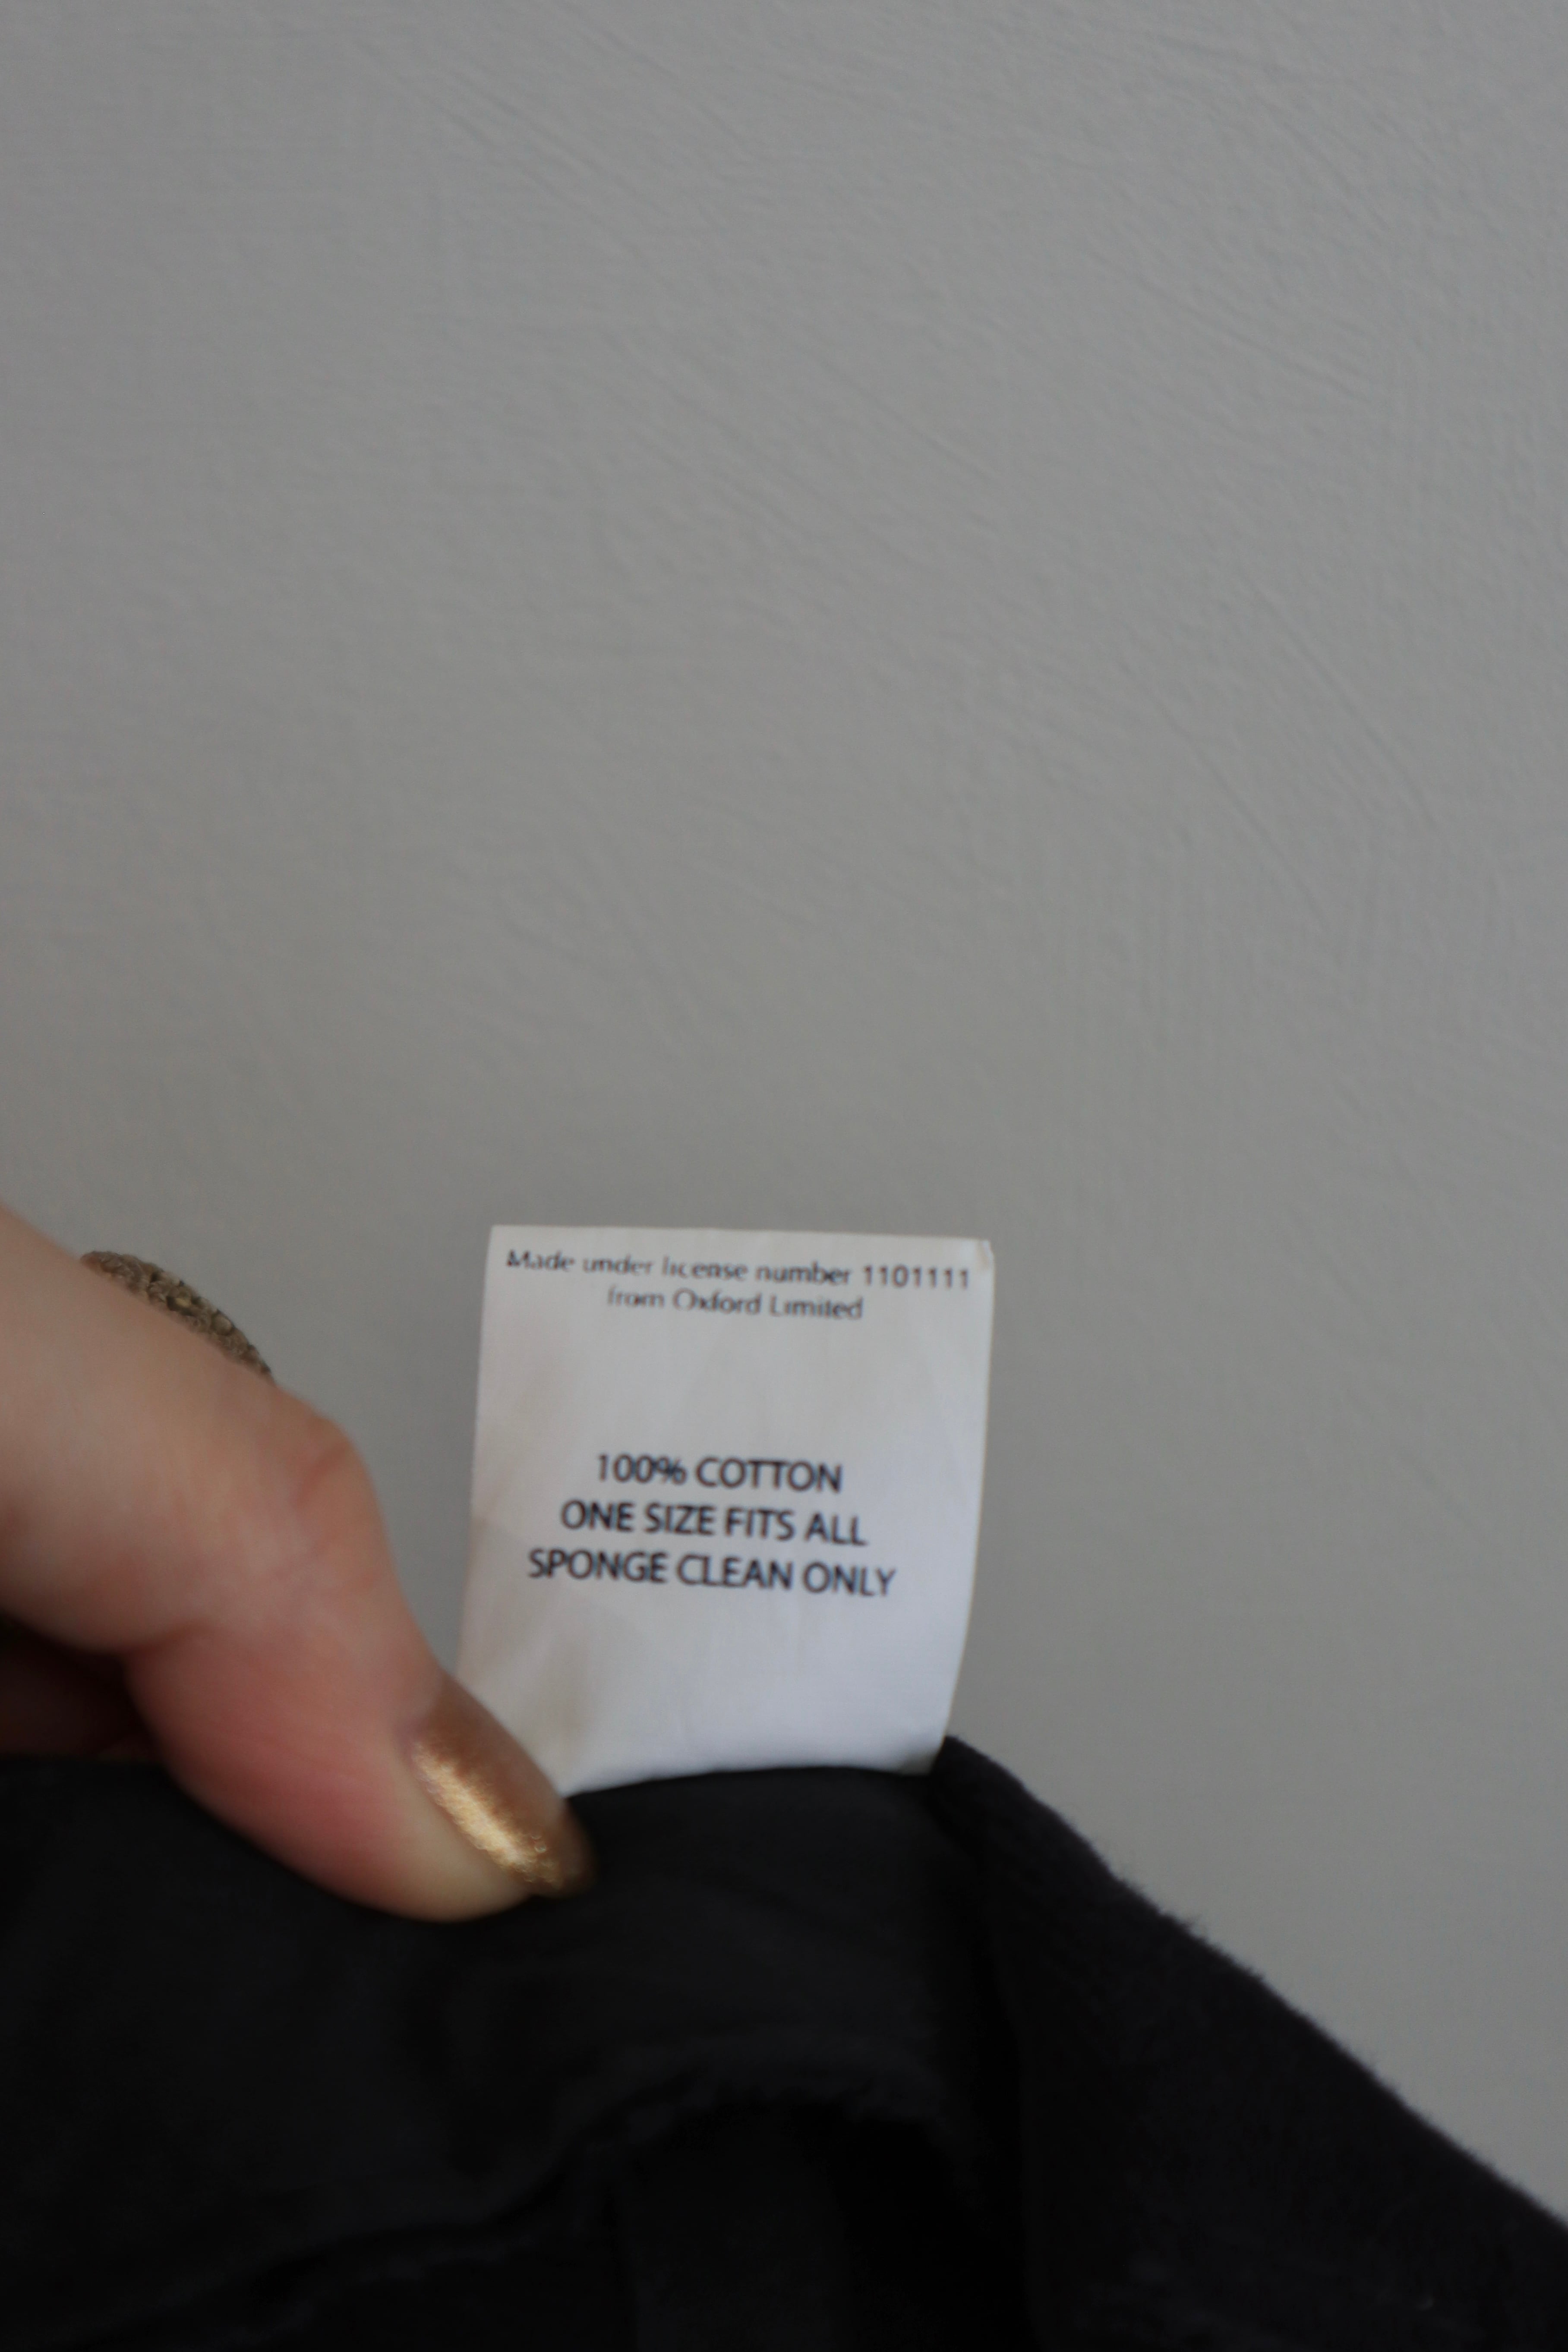 Made under license number 1101111
from Oxford Limited
100% COTTON
ONE SIZE FITS ALL
SPONGE CLEAN ONLY